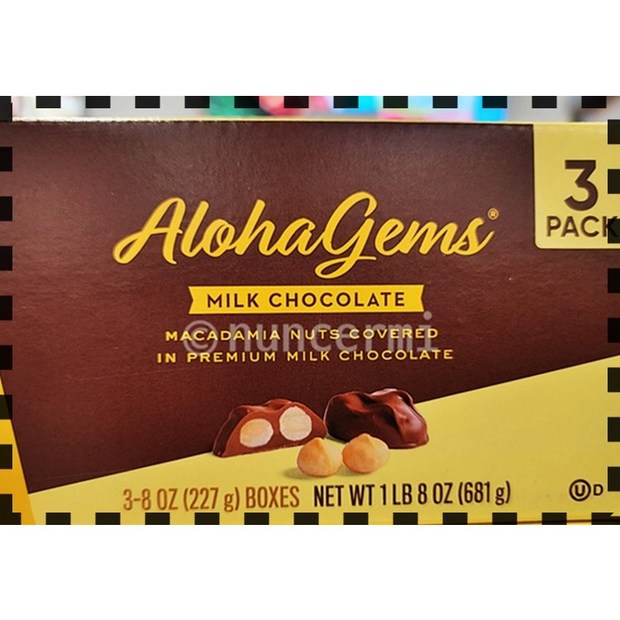 3
PACK
AlohaGems®
MILK CHOCOLATE
MACADAMIA NUTS COVERED
IN PREMIUM MILK CHOCOLATE
©nuncermi
3-8 OZ (227 g) BOXES NET WT 1 LB 8 OZ (681 g)
U D